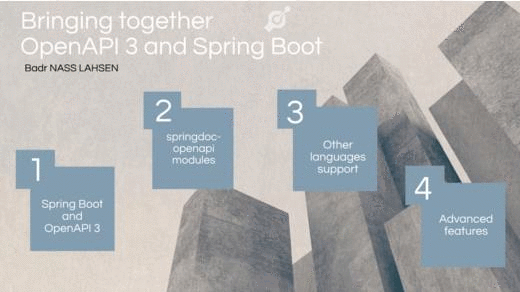 Bringing together
OpenAPI 3 and Spring Boot
Badr NASS LAHSEN
1
Spring Boot
and
OpenAPI 3
2
springdoc-
openapi
modules
3
Other
languages
support
4
Advanced
features